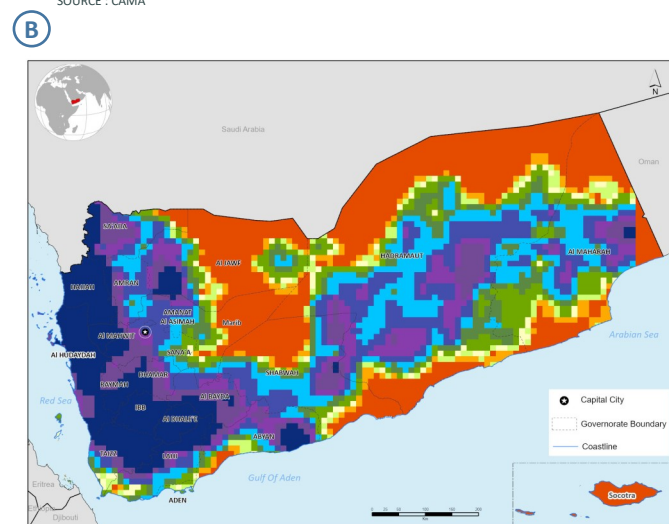 SOURCE : CAMA
B
N
Saudi Arabia
Oman
SA'ADA
AL JAWF
HADRAMAUT
AL MAHARAH
HAJJAH
AMRAN
AMANAT
AL ASIMAH
Marib
Al MAHWIT
SANA'A
Al HUDAYDAH
Arabian Sea
DHAMAR
SHABWAH
RAYMAH
Al BAYDA
Red Sea
IBB
Al DHALE'E
Capital City
Governorate Boundary
ABYAN
Coastline
TAIZZ
LAHJ
Gulf Of Aden
Eritrea
ADEN
Socotra
Djibouti